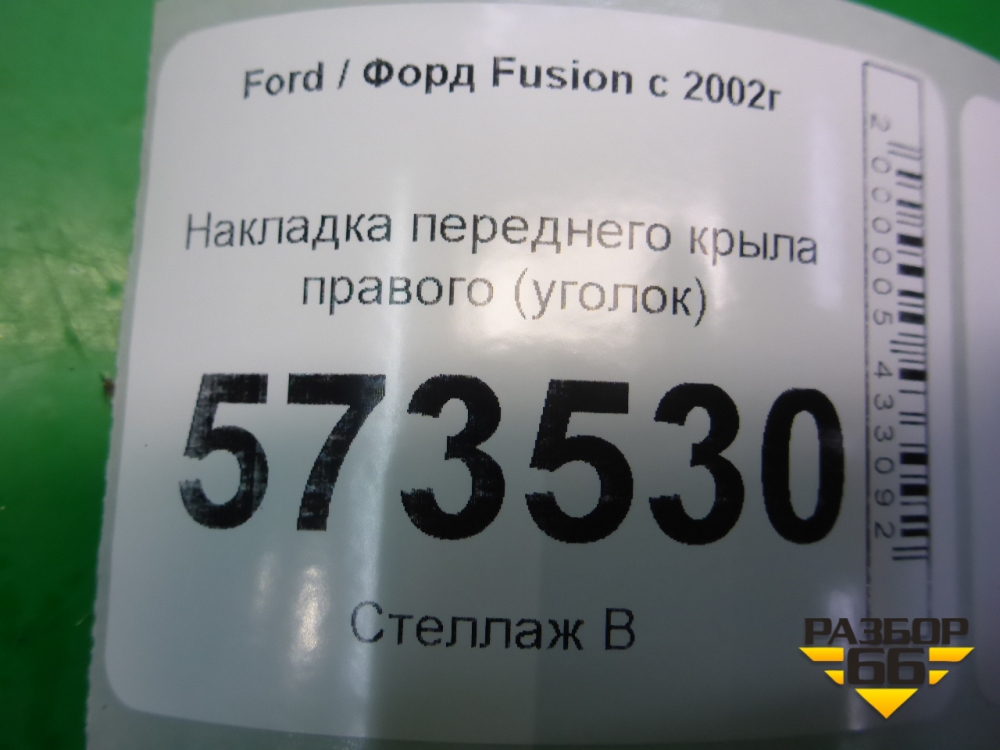 Ford / Форд Fusion с 2002г
Накладка переднего крыла
правого (уголок)
573530
Стеллаж В
2000005433092
РАЗБОР
66